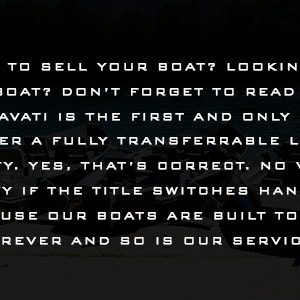 TO SELL YOUR BOAT? LOOKIN
BOAT? DON'T FORGET TO READ
AVATI IS THE FIRST AND ONLY
ER A FULLY TRANSFERRABLE L
TY. YES, THAT'S CORRECT. NO
Y IF THE TITLE SWITCHES HAN
USE OUR BOATS ARE BUILT TO
REVER AND SO IS OUR SERVIC